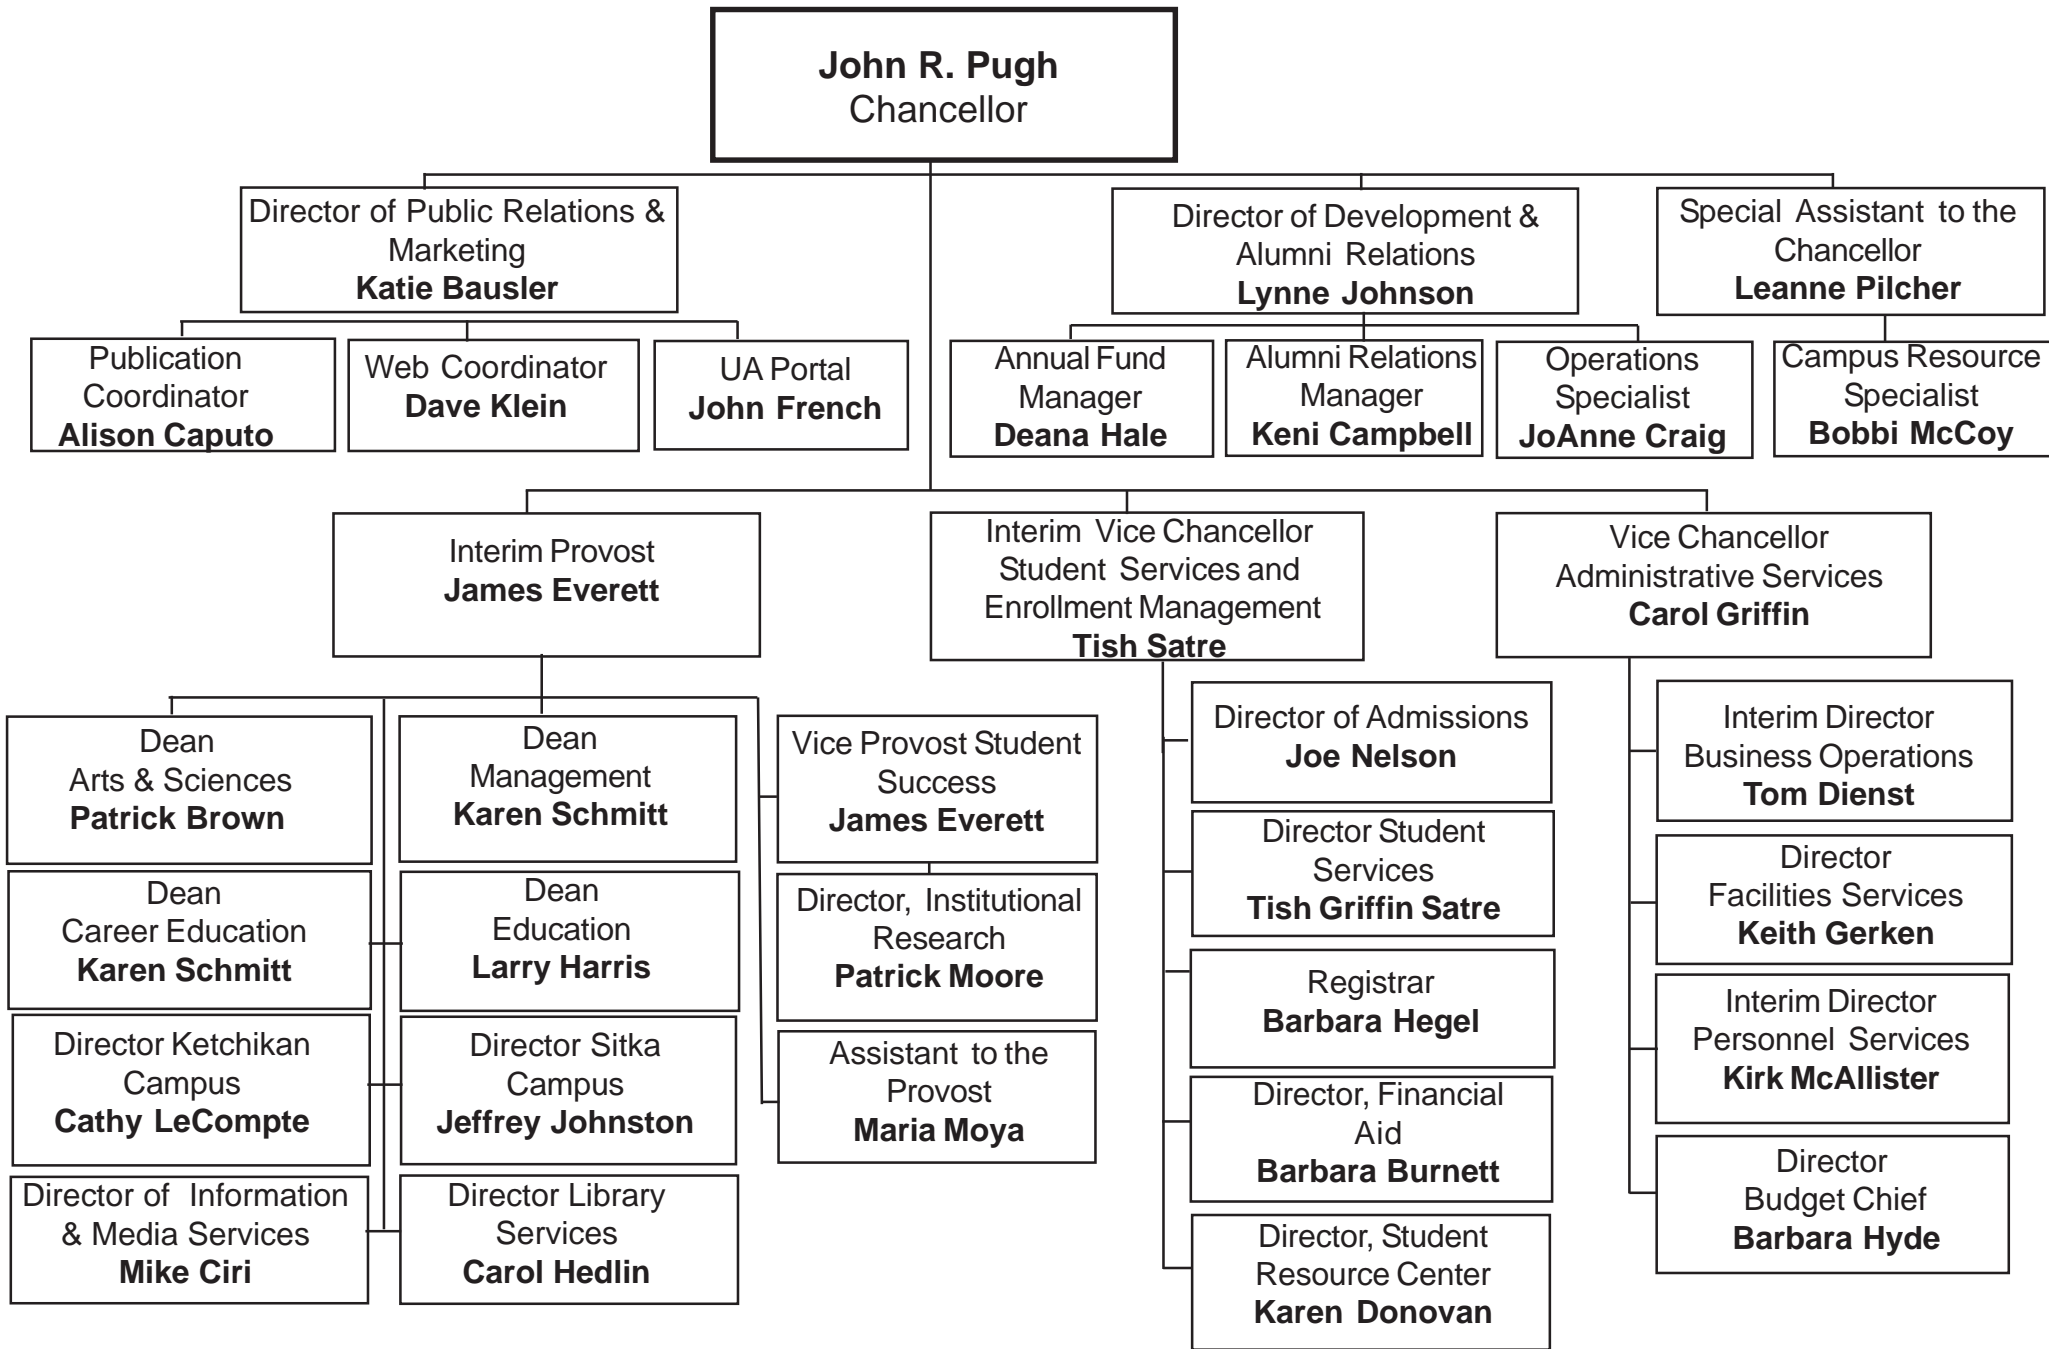 John R. Pugh
Chancellor
Director of Public Relations &
Marketing
Katie Bausler
Director of Development &
Alumni Relations
Lynne Johnson
Special Assistant to the
Chancellor
Leanne Pilcher
Publication
Coordinator
Alison Caputo
Web Coordinator
Dave Klein
UA Portal
John French
Annual Fund
Manager
Deana Hale
Alumni Relations
Manager
Keni Campbell
Operations
Specialist
JoAnne Craig
Campus Resource
Specialist
Bobbi McCoy
Interim Provost
James Everett
Interim Vice Chancellor
Student Services and
Enrollment Management
Tish Satre
Vice Chancellor
Administrative Services
Carol Griffin
Dean
Arts & Sciences
Patrick Brown
Dean
Management
Karen Schmitt
Vice Provost Student
Success
James Everett
Dean
Career Education
Karen Schmitt
Dean
Education
Larry Harris
Director, Institutional
Research
Patrick Moore
Director Ketchikan
Campus
Cathy LeCompte
Director Sitka
Campus
Jeffrey Johnston
Assistant to the
Provost
Maria Moya
Director of Information
& Media Services
Mike Ciri
Director Library
Services
Carol Hedlin
Director of Admissions
Joe Nelson
Director Student
Services
Tish Griffin Satre
Registrar
Barbara Hegel
Director, Financial
Aid
Barbara Burnett
Director, Student
Resource Center
Karen Donovan
Interim Director
Business Operations
Tom Dienst
Director
Facilities Services
Keith Gerken
Interim Director
Personnel Services
Kirk McAllister
Director
Budget Chief
Barbara Hyde